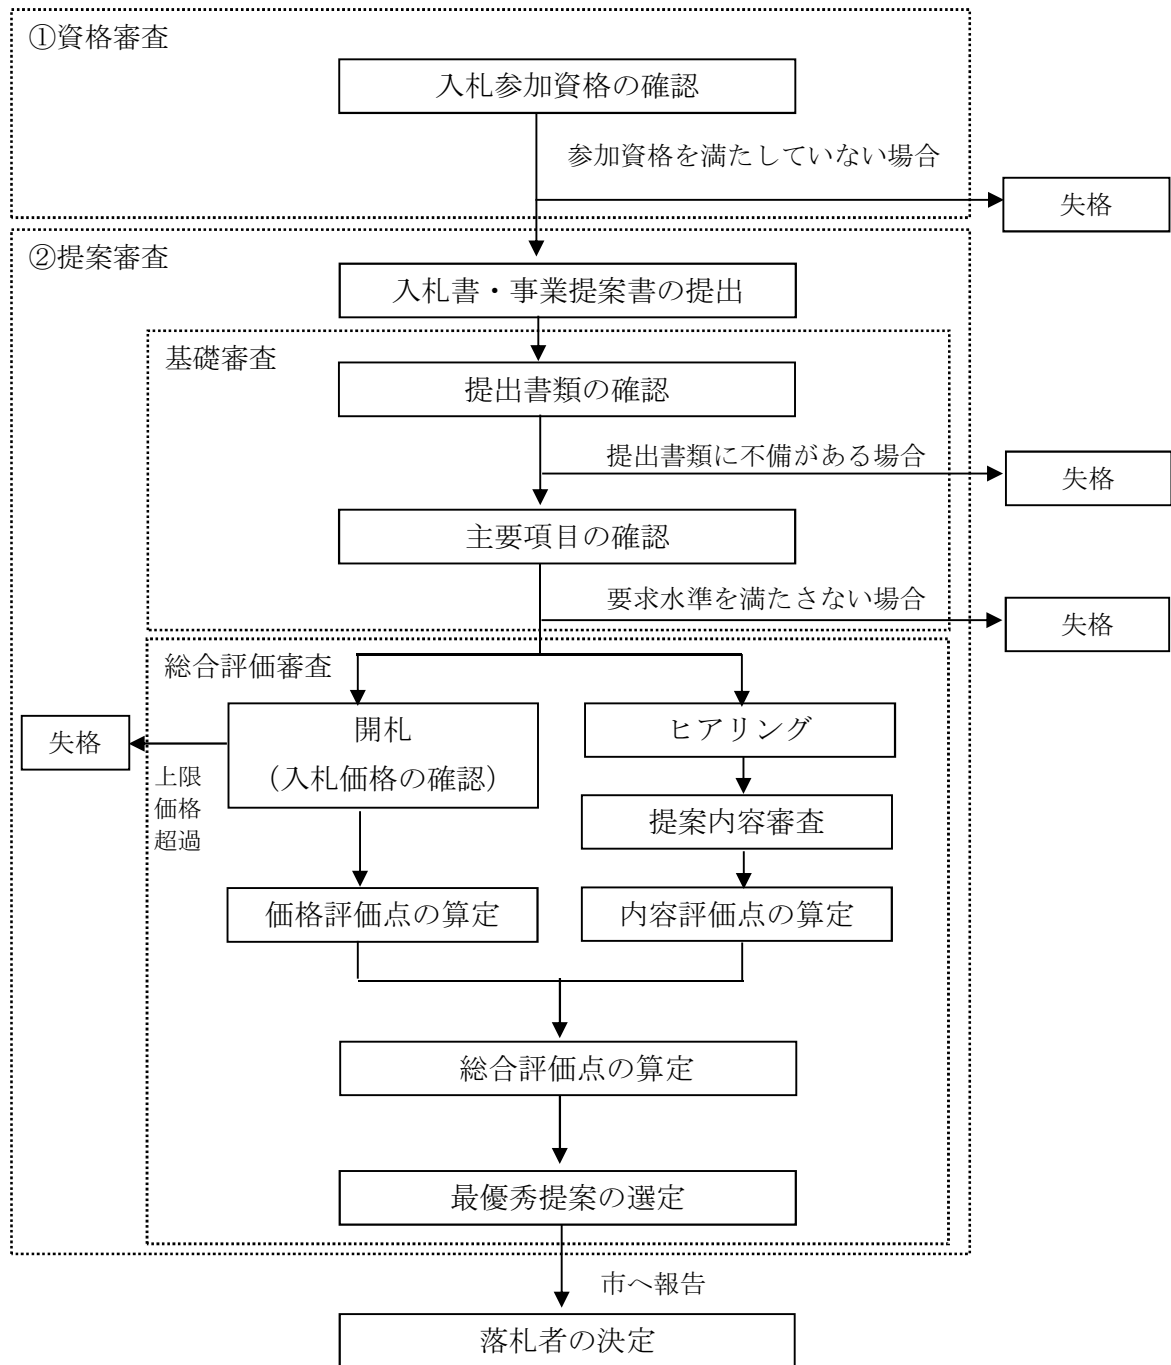 ①資格審査
入札参加資格の確認
参加資格を満たしていない場合
失格
②提案審査
入札書・事業提案書の提出
基礎審査
提出書類の確認
提出書類に不備がある場合
失格
主要項目の確認
要求水準を満たさない場合
失格
総合評価審査
開札
（入札価格の確認）
失格
上限
価格
超過
ヒアリング
提案内容審査
価格評価点の算定
内容評価点の算定
総合評価点の算定
最優秀提案の選定
市へ報告
落札者の決定